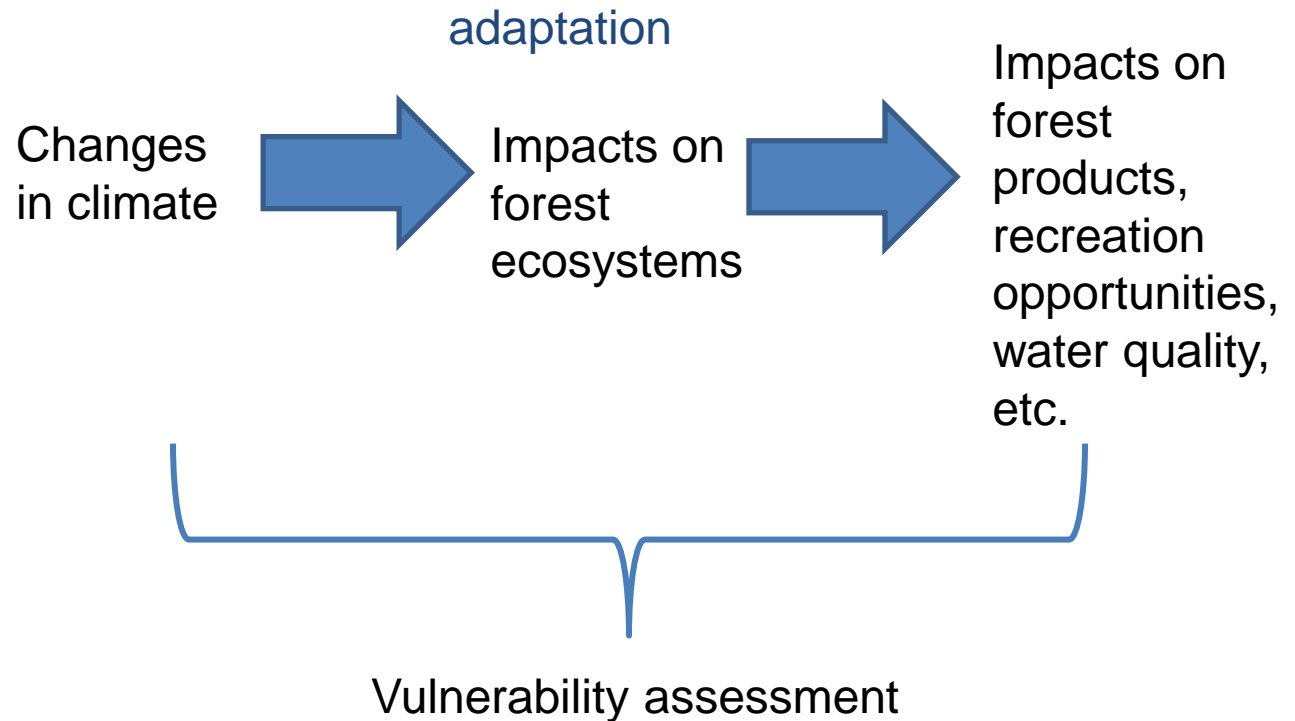 adaptation
Changes
in climate
Impacts on
forest
ecosystems
Impacts on
forest
products,
recreation
opportunities,
water quality,
etc.
Vulnerability assessment